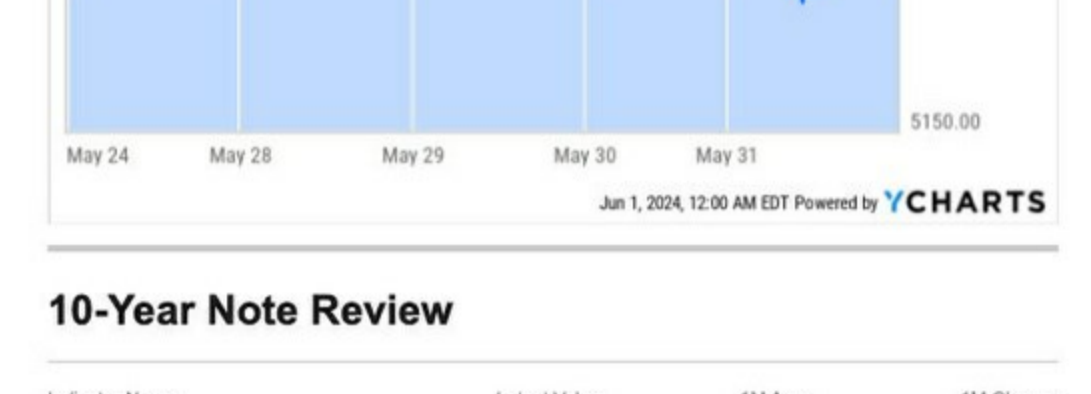 5150.00
May 24 May 28 May 29 May 30 May 31
Jun 1, 2024, 12:00 AM EDT Powered by YCHARTS
10-Year Note Review